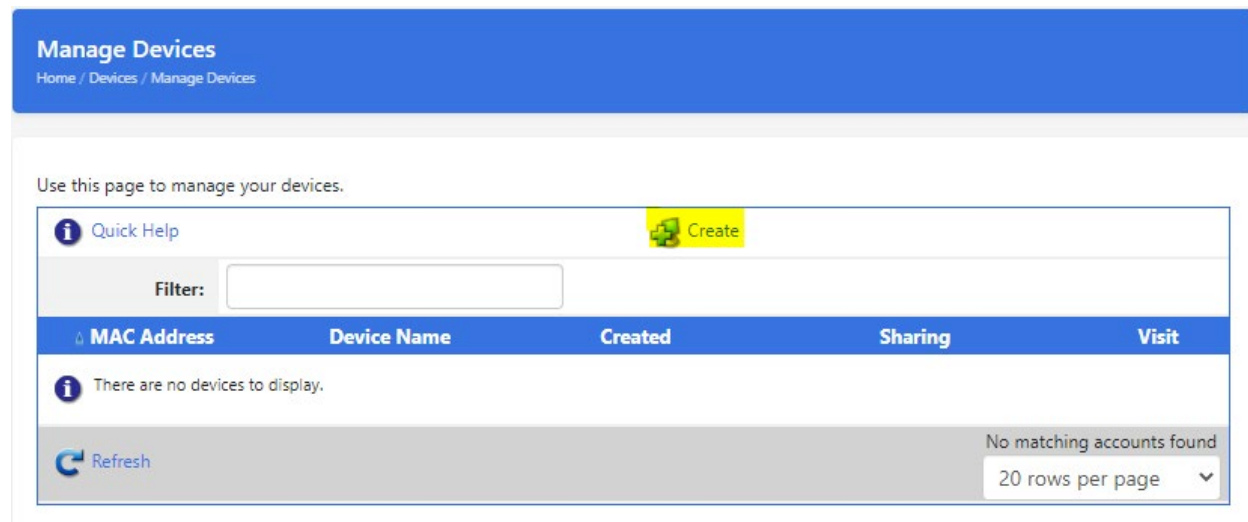 Manage Devices
Home / Devices / Manage Devices
Use this page to manage your devices.
Quick Help
Create
Filter:
MAC Address Device Name Created Sharing Visit
There are no devices to display.
No matching accounts found
Refresh
20 rows per page